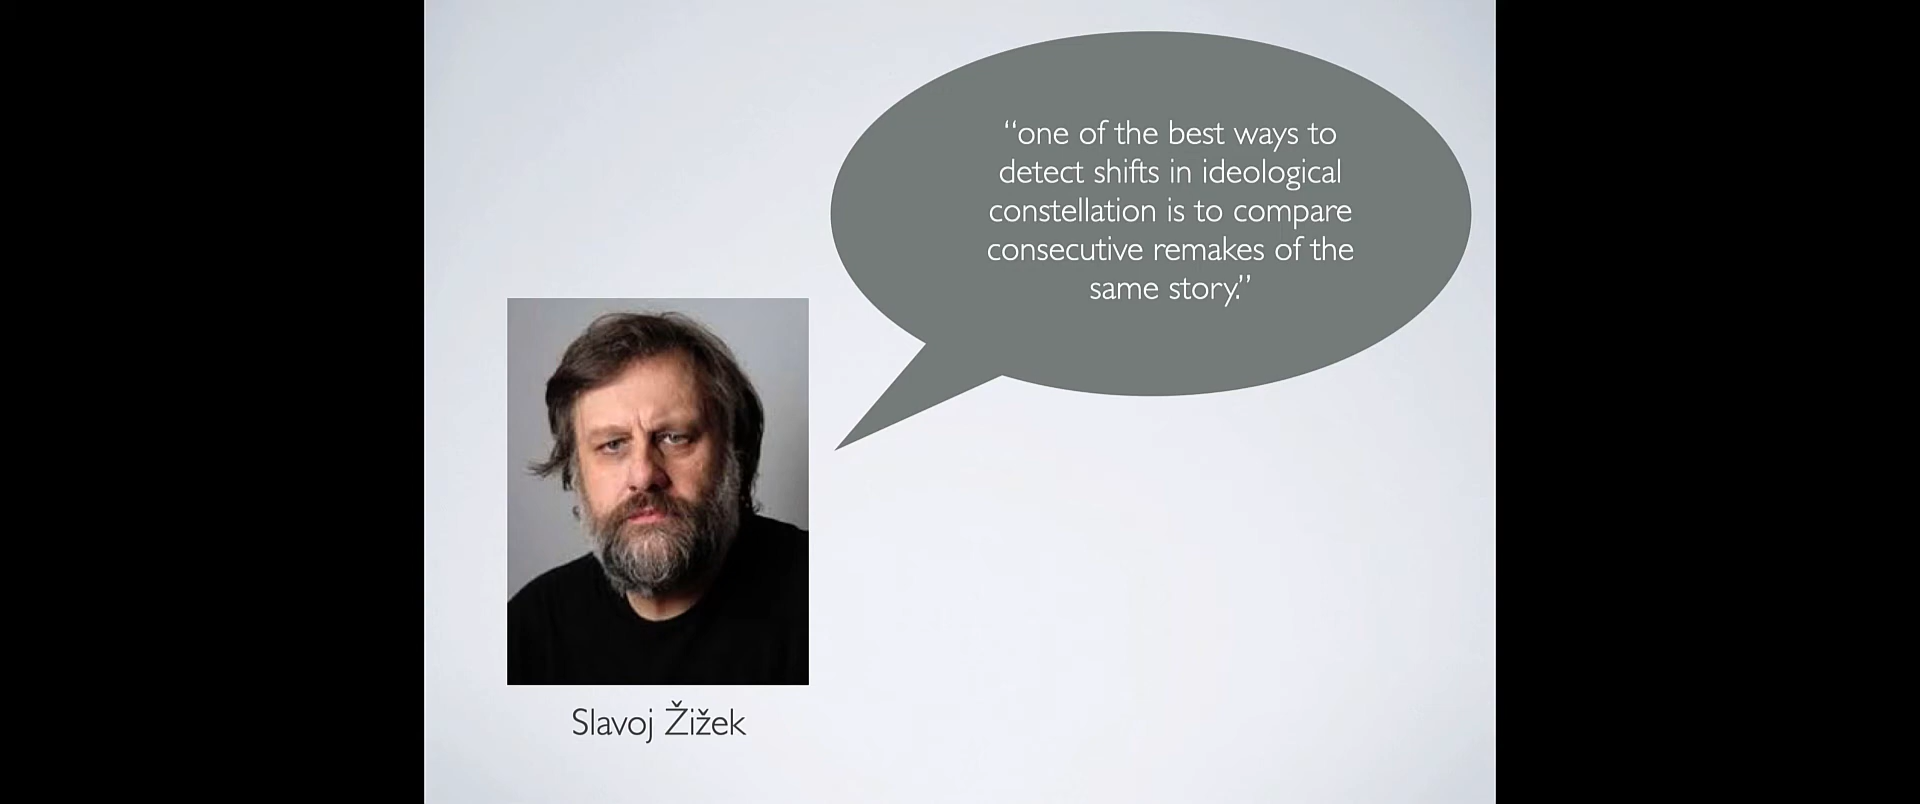 “one of the best ways to
detect shifts in ideological
constellation is to compare
consecutive remakes of the
same story.”
Slavoj Žižek